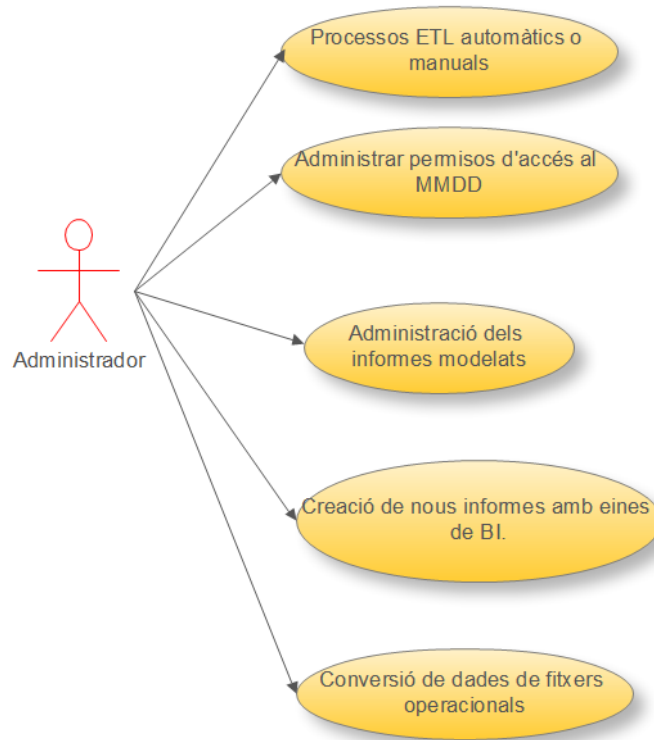 Processos ETL automàtics o
manuals
Administrar permisos d'accés al
MMDD
Administrador
Administració dels
informes modelats
Creació de nous informes amb eines
de BI.
Conversió de dades de fitxers
operacionals